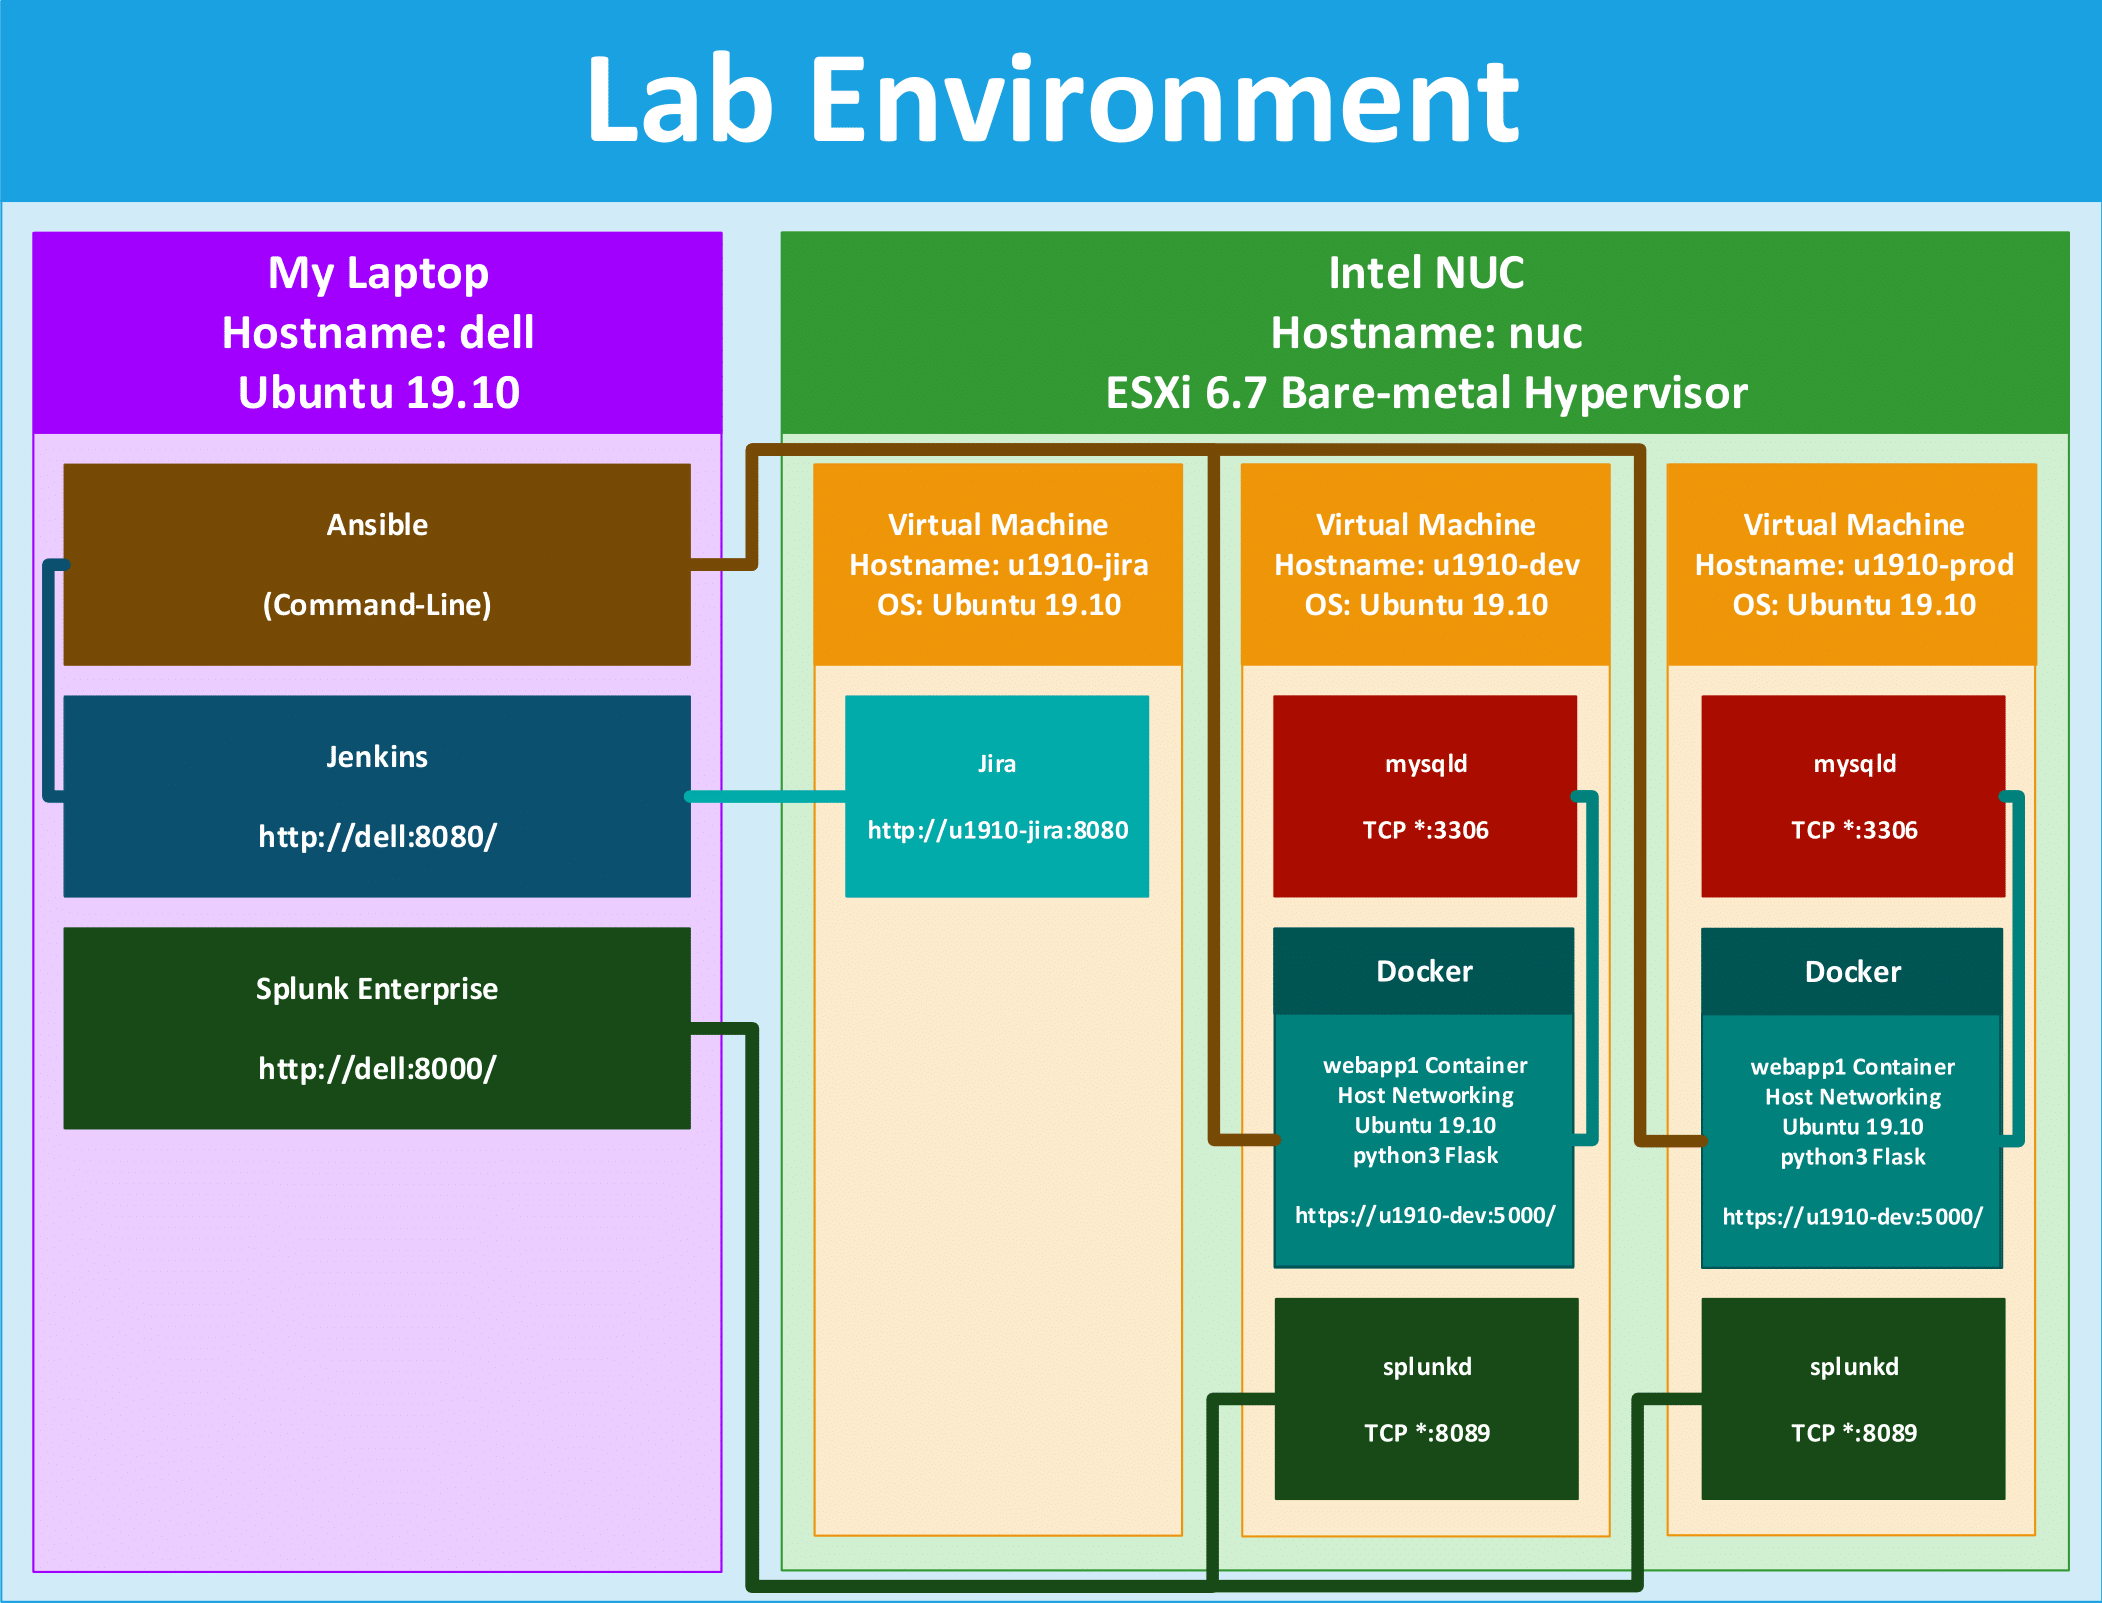 Lab Environment
My Laptop
Hostname: dell
Ubuntu 19.10
Ansible
(Command-Line)
Jenkins
http://dell:8080/
Splunk Enterprise
http://dell:8000/
Intel NUC
Hostname: nuc
ESXi 6.7 Bare-metal Hypervisor
Virtual Machine
Hostname: u1910-jira
OS: Ubuntu 19.10
Jira
http://u1910-jira:8080
Virtual Machine
Hostname: u1910-dev
OS: Ubuntu 19.10
mysqld
TCP *:3306
Docker
webapp1 Container
Host Networking
Ubuntu 19.10
python3 Flask
https://u1910-dev:5000/
splunkd
TCP *:8089
Virtual Machine
Hostname: u1910-prod
OS: Ubuntu 19.10
mysqld
TCP *:3306
Docker
webapp1 Container
Host Networking
Ubuntu 19.10
python3 Flask
https://u1910-dev:5000/
splunkd
TCP *:8089